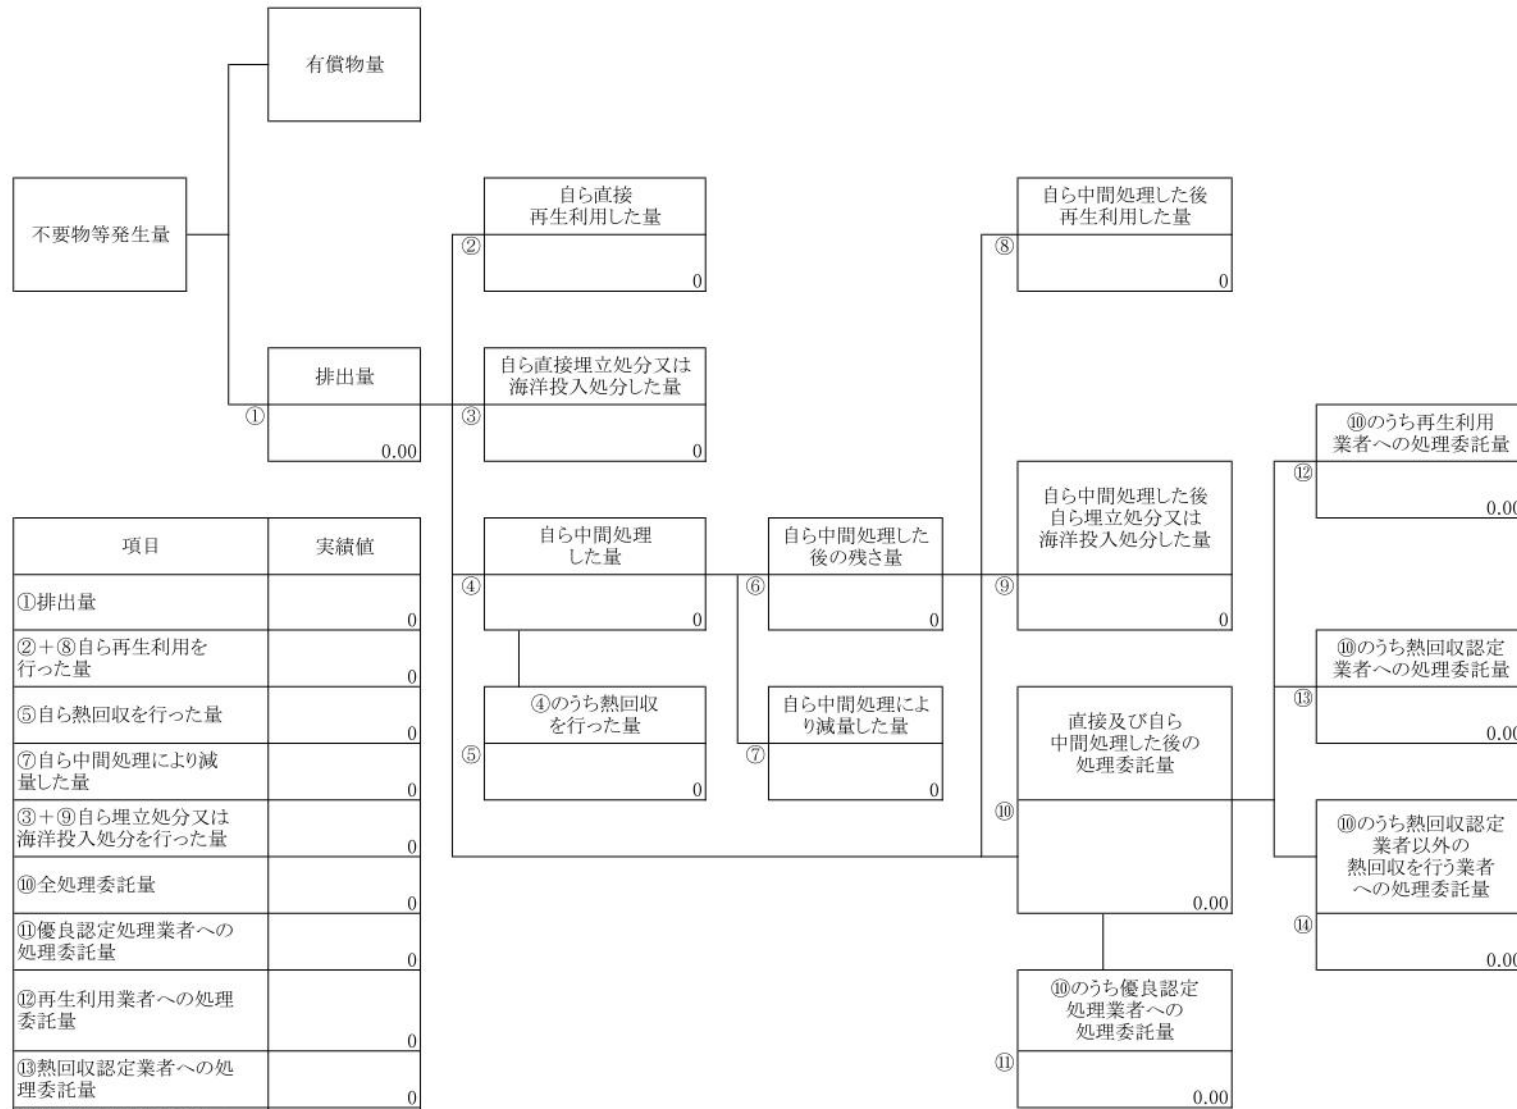 有償物量
不要物等発生量
自ら直接
再生利用した量
②
0
自ら中間処理した後
再生利用した量
⑧
0
排出量
①
0.00
自ら直接埋立処分又は
海洋投入処分した量
③
0
⑩のうち再生利用
業者への処理委託量
⑫
0.00
自ら中間処理
した量
④
0
自ら中間処理した
後の残さ量
⑥
0
自ら中間処理した後
自ら埋立処分又は
海洋投入処分した量
⑨
0
⑩のうち熱回収認定
業者への処理委託量
⑬
0.00
④のうち熱回収
を行った量
⑤
0
自ら中間処理によ
り減量した量
⑦
0
直接及び自ら
中間処理した後の
処理委託量
⑩
0.00
⑩のうち熱回収認定
業者以外の
熱回収を行う業者
への処理委託量
⑭
0.00
⑩のうち優良認定
処理業者への
処理委託量
⑪
0.00
項目 実績値
①排出量
0
②+⑧自ら再生利用を
行った量
0
⑤自ら熱回収を行った量
0
⑦自ら中間処理により減
量した量
0
③+⑨自ら埋立処分又は
海洋投入処分を行った量
0
⑩全処理委託量
0
⑪優良認定処理業者への
処理委託量
0
⑫再生利用業者への処理
委託量
0
⑬熱回収認定業者への処
理委託量
0